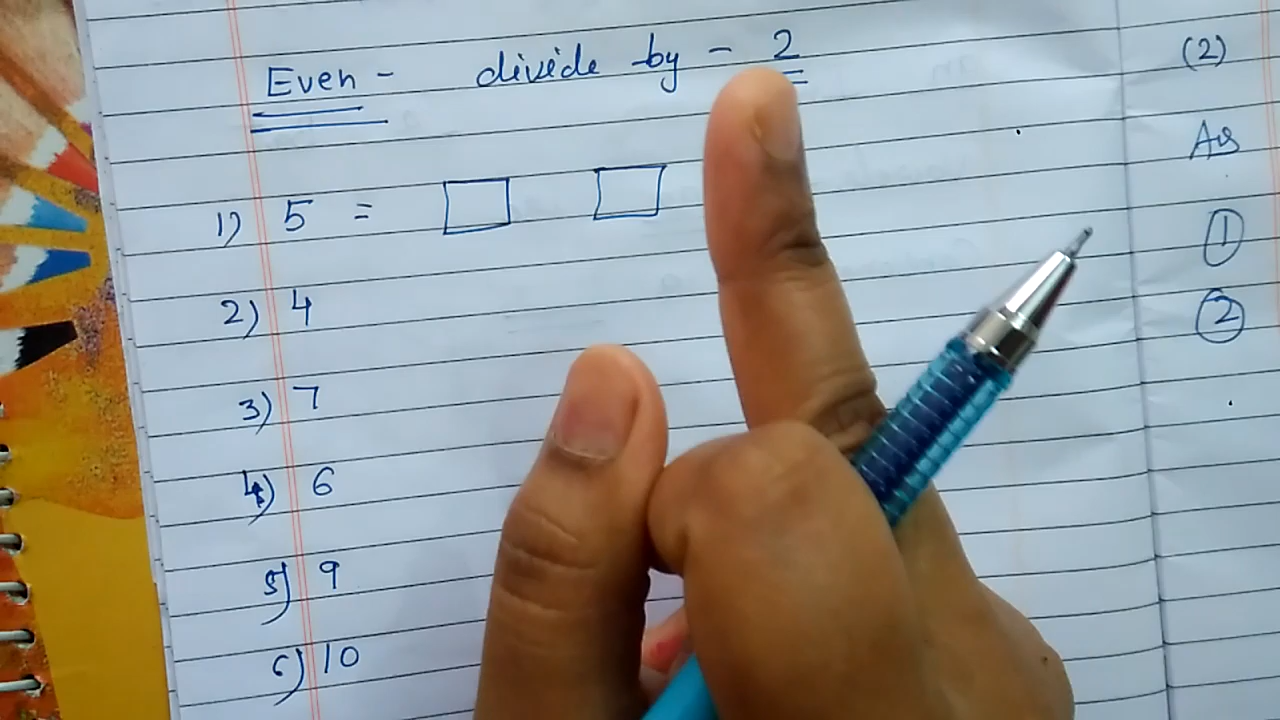 Even - divide by - 2
1) 5 =
2) 4
3) 7
4) 6
5) 9
6) 10
(2)
As
①
②